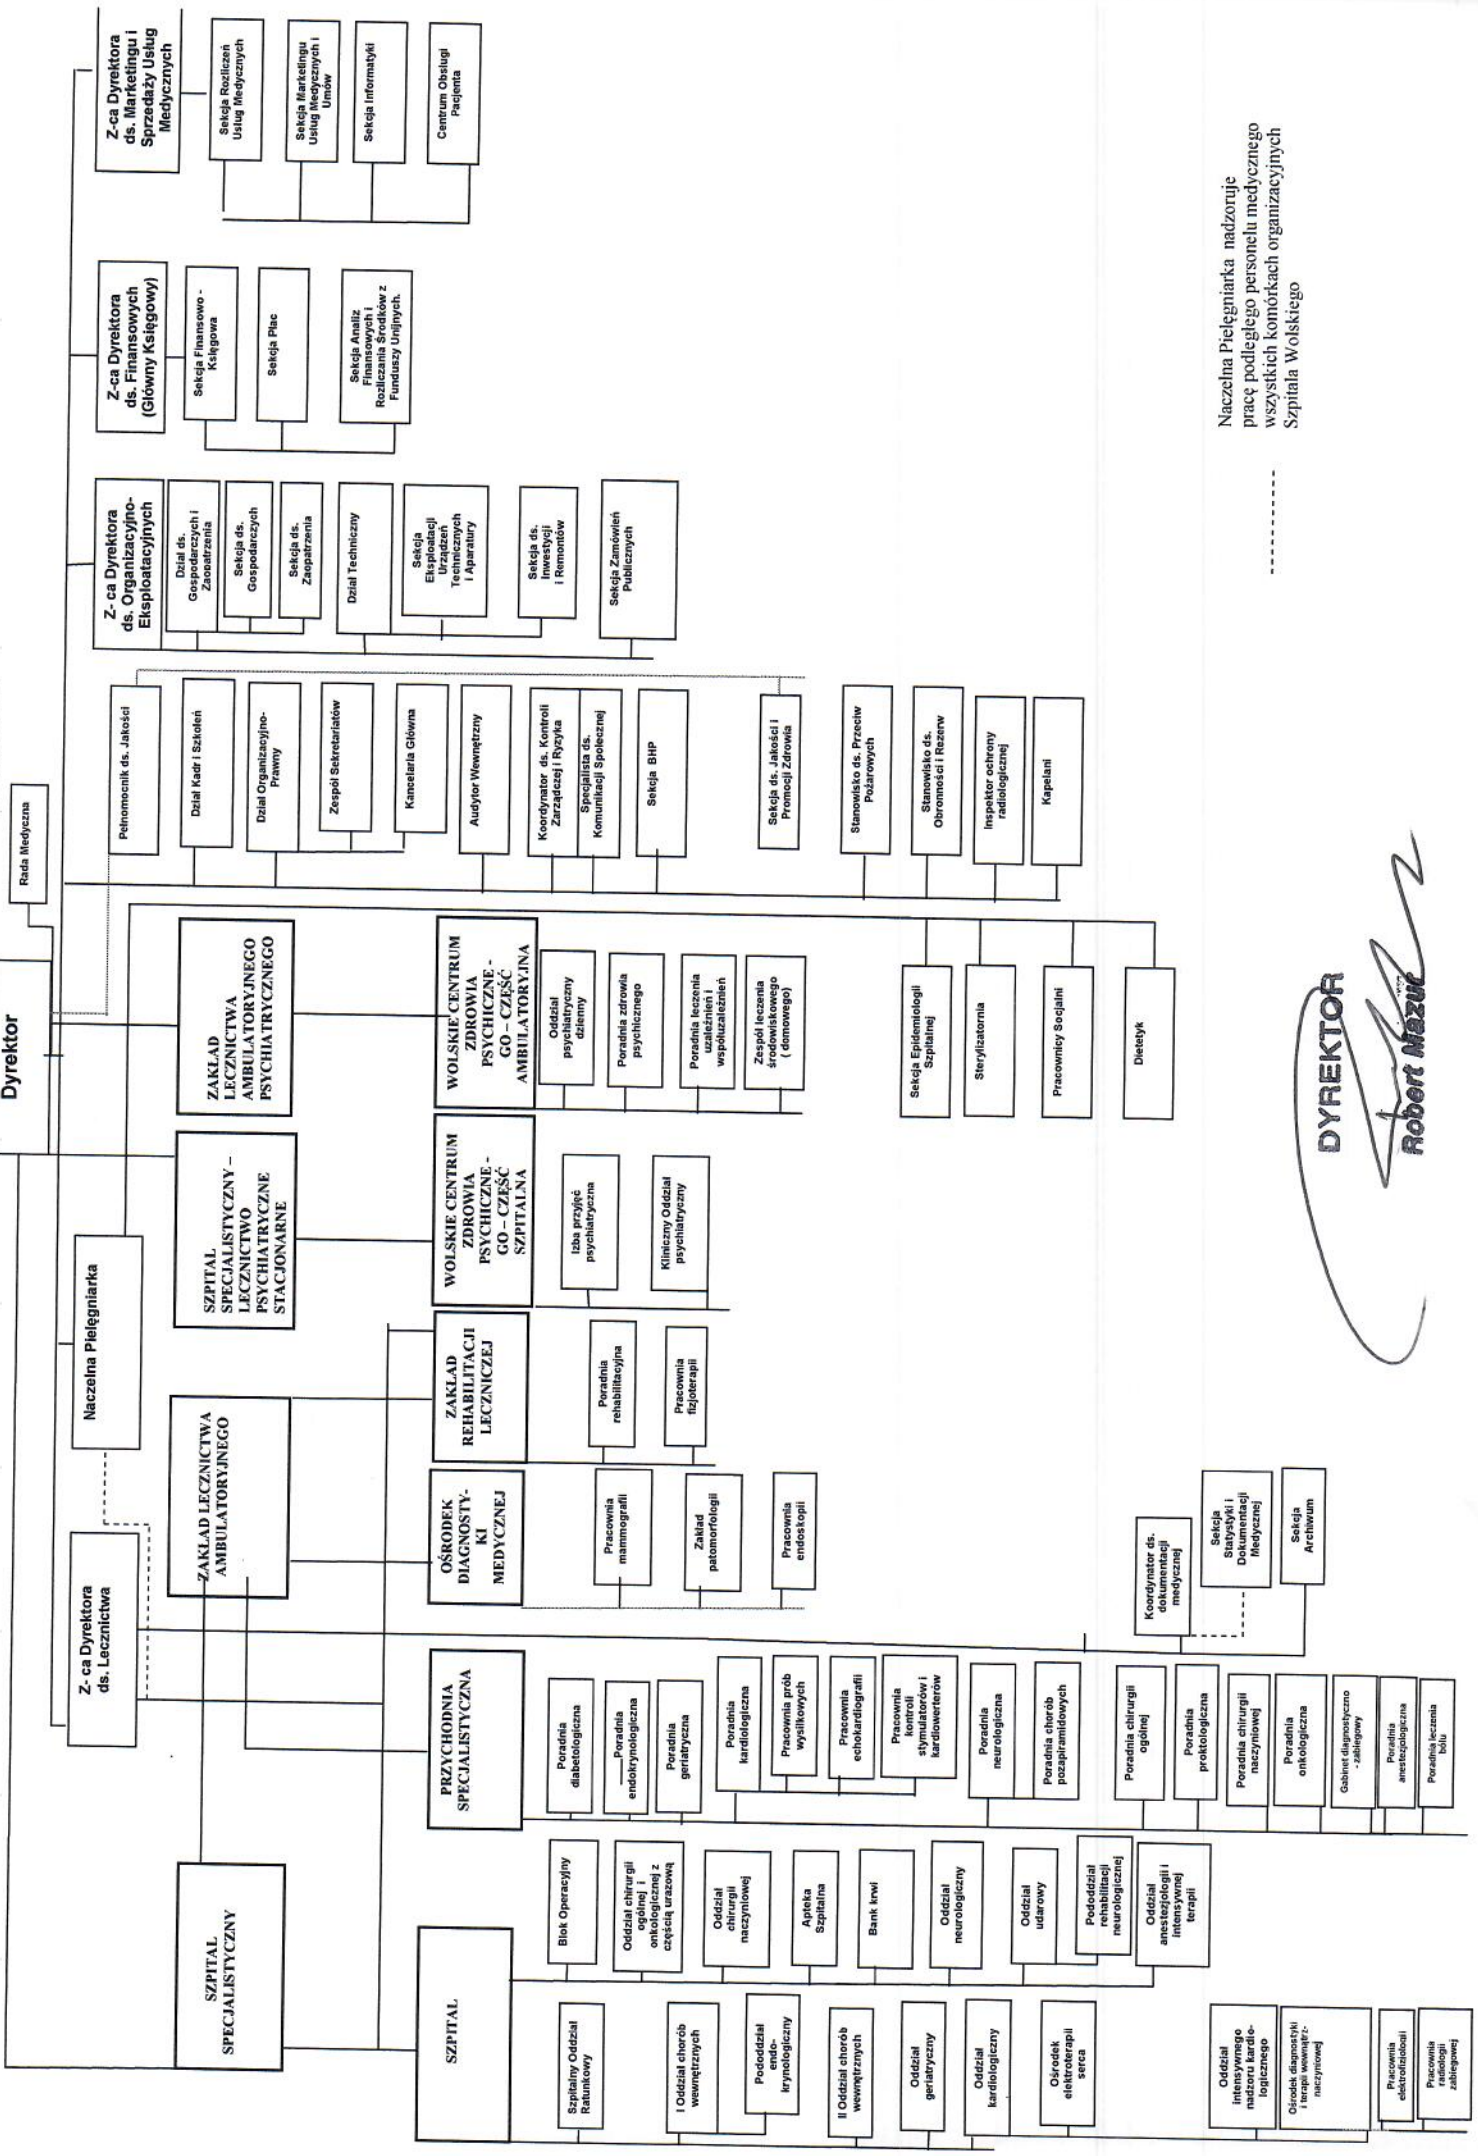 Dyrektor
Rada Medyczna
Z- ca Dyrektora
ds. Lecznictwa
Naczelna Pielęgniarka
Z- ca Dyrektora
ds. Organizacyjno-
Eksploatacyjnych
Z-ca Dyrektora
ds. Finansowych
(Główny Księgowy)
Z-ca Dyrektora
ds. Marketingu i
Sprzedaży Usług
Medycznych
SZPITAL
SPECJALISTYCZNY
ZAKŁAD LECZNICTWA
AMBULATORYJNEGO
SZPITAL
SPECJALISTYCZNY –
LECZNICTWO
PSYCHIATRYCZNE
STACJONARNE
ZAKŁAD
LECZNICTWA
AMBULATORYJNEGO
PSYCHIATRYCZNEGO
SZPITAL
PRZYCHODNIA
SPECJALISTYCZNA
OŚRODEK
DIAGNOSTY-
KI
MEDYCZNEJ
ZAKŁAD
REHABILITACJI
LECZNICZEJ
WOLSKIE CENTRUM
ZDROWIA
PSYCHICZNE -
GO – CZĘŚĆ
SZPITALNA
WOLSKIE CENTRUM
ZDROWIA
PSYCHICZNE -
GO – CZĘŚĆ
AMBULATORYJNA
Szpitalny Oddział
Ratunkowy
I Oddział chorób
wewnętrznych
Pododdział
endo-
krynologiczny
II Oddział chorób
wewnętrznych
Oddział
geriatryczny
Oddział
kardiologiczny
Ośrodek
elektroterapii
serca
Oddział
intensywnego
nadzoru kardio-
logicznego
Ośrodek diagnostyki
i terapii wewnątrz-
naczyniowej
Pracownia
elektrofizjologii
Pracownia
radiologii
zabiegowej
Blok Operacyjny
Oddział chirurgii
ogólnej i
onkologicznej z
częścią urazową
Oddział
chirurgii
naczyniowej
Apteka
Szpitalna
Bank krwi
Oddział
neurologiczny
Oddział
udarowy
Pododdział
rehabilitacji
neurologicznej
Oddział
anestezjologii i
intensywnej
terapii
Poradnia
diabetologiczna
Poradnia
endokrynologiczna
Poradnia
geriatryczna
Poradnia
kardiologiczna
Pracownia prób
wysiłkowych
Pracownia
echokardiografii
Pracownia
kontroli
stynulatorów i
kardiowerterów
Poradnia
neurologiczna
Poradnia chorób
pozapiramidowych
Poradnia chirurgii
ogólnej
Poradnia
proktologiczna
Poradnia chirurgii
naczyniowej
Poradnia
onkologiczna
Gabinet diagnostyczno
- zabiegowy
Poradnia
anestezjologiczna
Poradnia leczenia
bólu
Pracownia
mammografii
Zakład
patomorfologii
Pracownia
endoskopii
Koordynator ds.
dokumentacji
medycznej
Sekcja
Statystyki i
Dokumentacji
Medycznej
Sekcja
Archiwum
Poradnia
rehabilitacyjna
Pracownia
fizjoterapii
Izba przyjęć
psychiatryczna
Kliniczny Oddział
psychiatryczny
Oddział
psychiatryczny
dzienny
Poradnia zdrowia
psychicznego
Poradnia leczenia
uzależnień i
współuzależnień
Zespół leczenia
środowiskowego
( domowego)
Sekcja Epidemiologii
Szpitalnej
Sterylizatornia
Pracownicy Socjalni
Dietetyk
Pełnomocnik ds. Jakości
Dział Kadr i Szkoleń
Dział Organizacyjno-
Prawny
Zespół Sekretariatów
Kancelaria Główna
Audytor Wewnętrzny
Koordynator ds. Kontroli
Zarządczej i Ryzyka
Specjalista ds.
Komunikacji Społecznej
Sekcja BHP
Sekcja ds. Jakości i
Promocji Zdrowia
Stanowisko ds. Przeciw
Pożarowych
Stanowisko ds.
Obronności i Rezerw
Inspektor ochrony
radiologicznej
Kapelani
Dział ds.
Gospodarczych i
Zaopatrzenia
Sekcja ds.
Gospodarczych
Sekcja ds.
Zaopatrzenia
Dział Techniczny
Sekcja
Eksploatacji
Urządzeń
Technicznych
i Aparatury
Sekcja ds.
Inwestycji
i Remontów
Sekcja Zamówień
Publicznych
Sekcja Finansowo -
Księgowa
Sekcja Płac
Sekcja Analiz
Finansowych i
Rozliczania Środków z
Funduszy Unijnych.
Sekcja Rozliczeń
Usług Medycznych
Sekcja Marketingu
Usług Medycznych i
Umów
Sekcja Informatyki
Centrum Obsługi
Pacjenta
Naczelna Pielęgniarka nadzoruje
pracę podległego personelu medycznego
wszystkich komórkach organizacyjnych
Szpitala Wolskiego
DYREKTOR
Robert Mazur